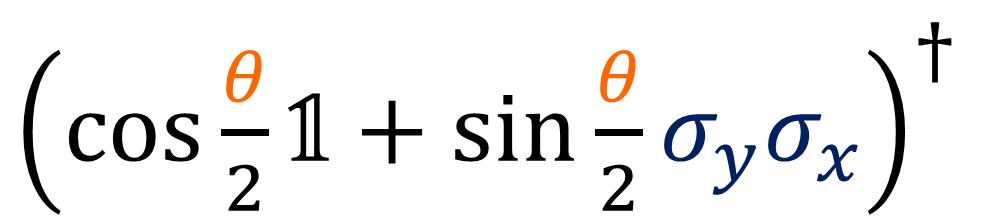 (cos θ/2 𝟙 + sin θ/2 σ_y σ_x)^†